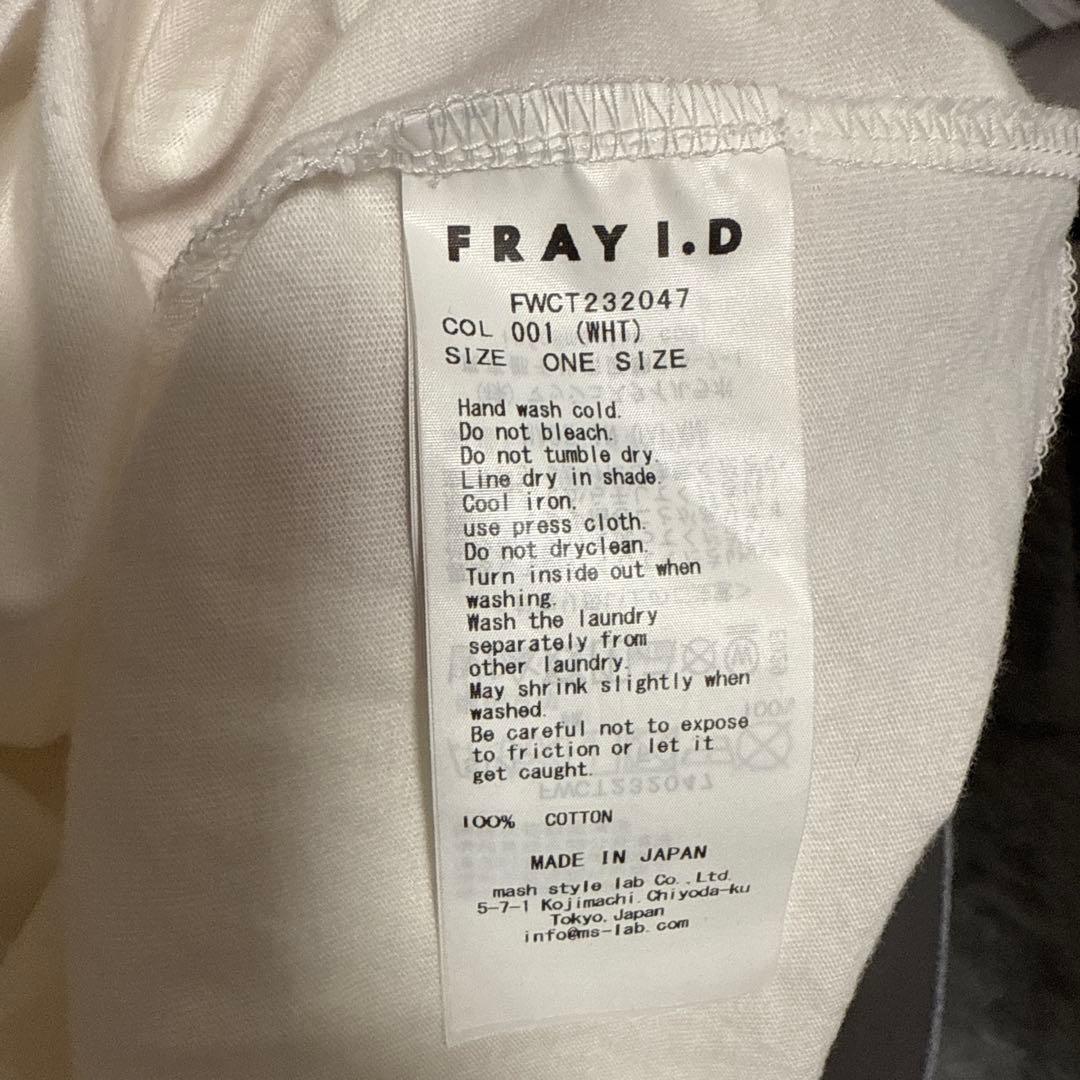 FRAY I.D
FWCT232047
COL 001 (WHT)
SIZE ONE SIZE
Hand wash cold.
Do not bleach.
Do not tumble dry.
Line dry in shade.
Cool iron.
use press cloth.
Do not dryclean.
Turn inside out when
washing.
Wash the laundry
separately from
other laundry.
May shrink slightly when
washed.
Be careful not to expose
to friction or let it
get caught.
100% COTTON
MADE IN JAPAN
mash style lab Co.,Ltd.
5-7-1 Kojimachi. Chiyoda-ku
Tokyo. Japan
info@ms-lab.com